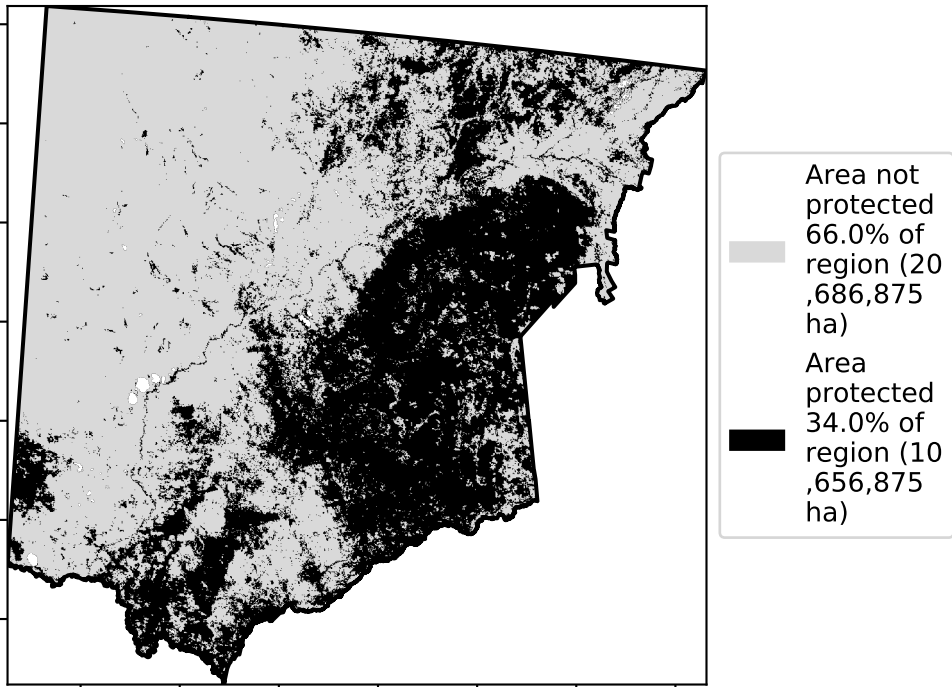 Area not
protected
66.0% of
region (20
,686,875
ha)
Area
protected
34.0% of
region (10
,656,875
ha)